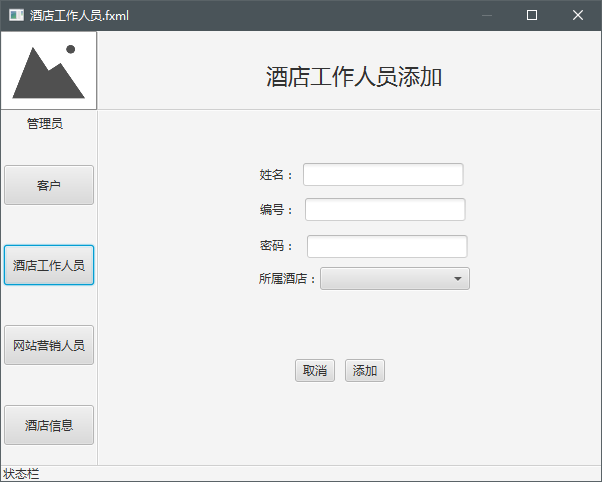 酒店工作人员.fxml
酒店工作人员添加
管理员
客户
酒店工作人员
网站营销人员
酒店信息
姓名：
编号：
密码：
所属酒店：
取消 添加
状态栏